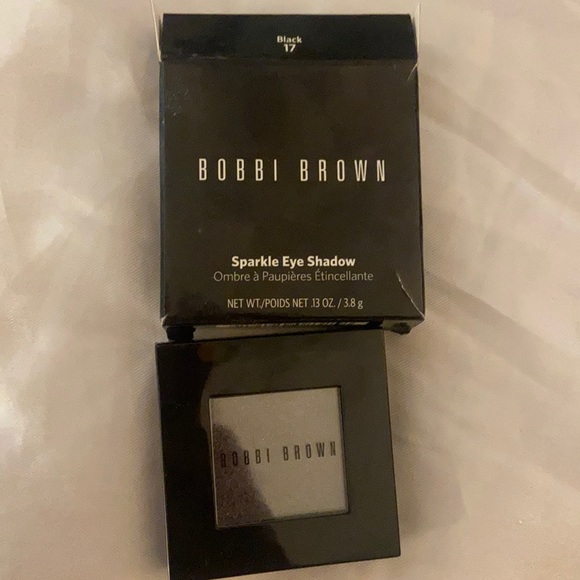 Black
17
BOBBI BROWN
Sparkle Eye Shadow
Ombre à Paupières Étincellante
NET WT./POIDS NET .13 OZ. / 3.8 g
BOBBI BROWN